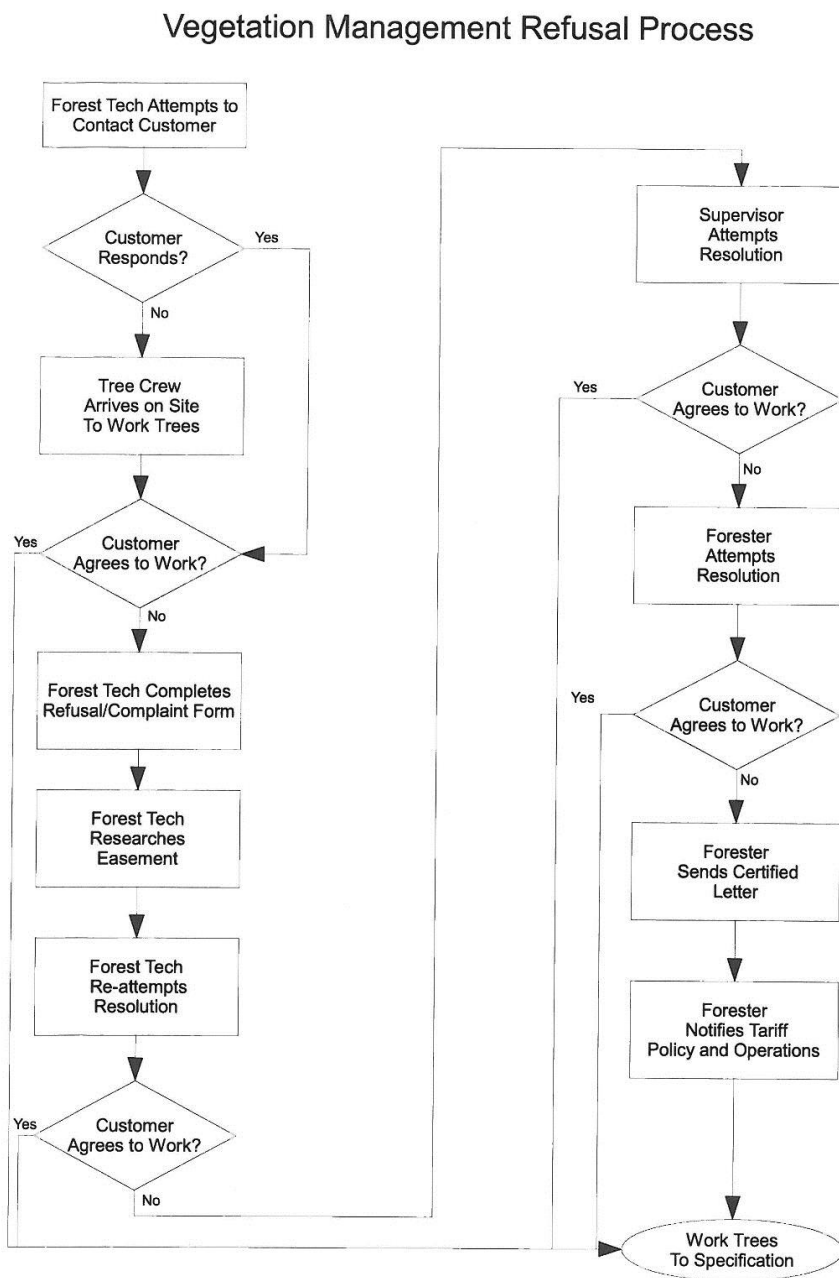 Vegetation Management Refusal Process
Forest Tech Attempts to
Contact Customer
Customer
Responds?
Yes
No
Tree Crew
Arrives on Site
To Work Trees
Yes
Customer
Agrees to Work?
No
Forest Tech Completes
Refusal/Complaint Form
Forest Tech
Researches
Easement
Forest Tech
Re-attempts
Resolution
Yes
Customer
Agrees to Work?
No
Supervisor
Attempts
Resolution
Yes
Customer
Agrees to Work?
No
Forester
Attempts
Resolution
Yes
Customer
Agrees to Work?
No
Forester
Sends Certified
Letter
Forester
Notifies Tariff
Policy and Operations
Work Trees
To Specification